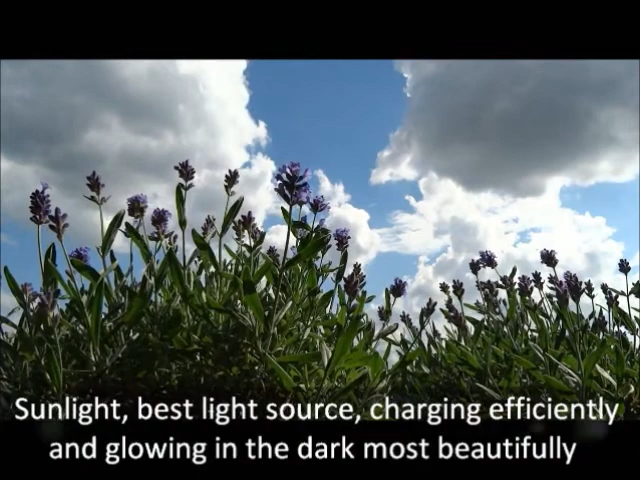 Sunlight, best light source, charging efficiently
and glowing in the dark most beautifully